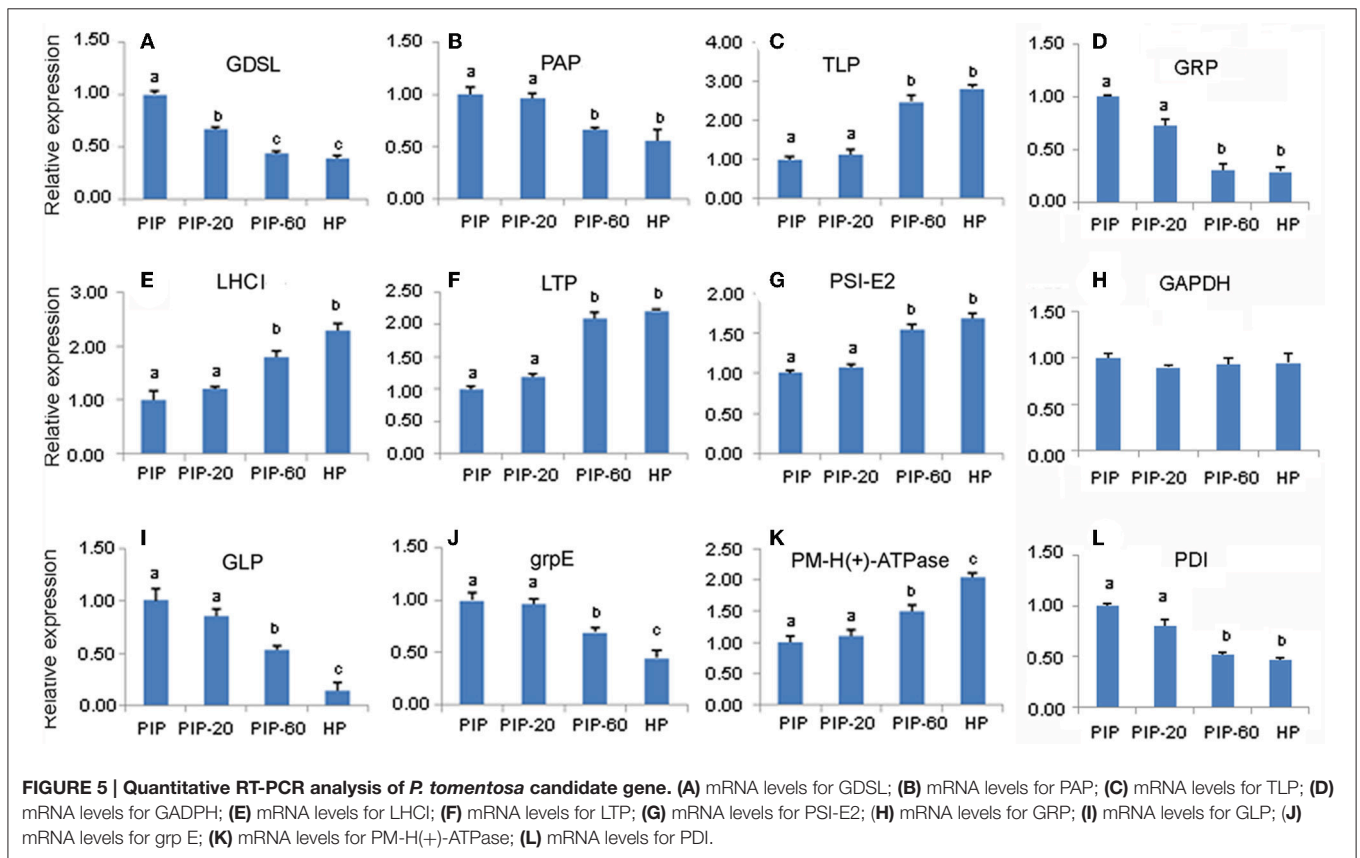 A
GDSL
Relative expression
1.50
1.00
0.50
0.00
a
b
c
c
PIP PIP-20 PIP-60 HP
B
PAP
1.50
1.00
0.50
0.00
a
a
b
b
PIP PIP-20 PIP-60 HP
C
TLP
4.00
3.00
2.00
1.00
0.00
a
a
b
b
PIP PIP-20 PIP-60 HP
D
GRP
1.50
1.00
0.50
0.00
a
a
b
b
PIP PIP-20 PIP-60 HP
E
LHCI
Relative expression
3.00
2.00
1.00
0.00
a
a
b
b
PIP PIP-20 PIP-60 HP
F
LTP
2.50
2.00
1.50
1.00
0.50
0.00
a
a
b
b
PIP PIP-20 PIP-60 HP
G
PSI-E2
2.00
1.50
1.00
0.50
0.00
a
a
b
b
PIP PIP-20 PIP-60 HP
H
GAPDH
1.50
1.00
0.50
0.00
PIP PIP-20 PIP-60 HP
I
GLP
Relative expression
1.50
1.00
0.50
0.00
a
a
b
c
PIP PIP-20 PIP-60 HP
J
grpE
1.50
1.00
0.50
0.00
a
a
b
c
PIP PIP-20 PIP-60 HP
K
PM-H(+)-ATPase
2.50
2.00
1.50
1.00
0.50
0.00
a
a
b
c
PIP PIP-20 PIP-60 HP
L
PDI
1.50
1.00
0.50
0.00
a
a
b
b
PIP PIP-20 PIP-60 HP
FIGURE 5 | Quantitative RT-PCR analysis of P. tomentosa candidate gene. (A) mRNA levels for GDSL; (B) mRNA levels for PAP; (C) mRNA levels for TLP; (D)
mRNA levels for GADPH; (E) mRNA levels for LHCI; (F) mRNA levels for LTP; (G) mRNA levels for PSI-E2; (H) mRNA levels for GRP; (I) mRNA levels for GLP; (J)
mRNA levels for grp E; (K) mRNA levels for PM-H(+)-ATPase; (L) mRNA levels for PDI.